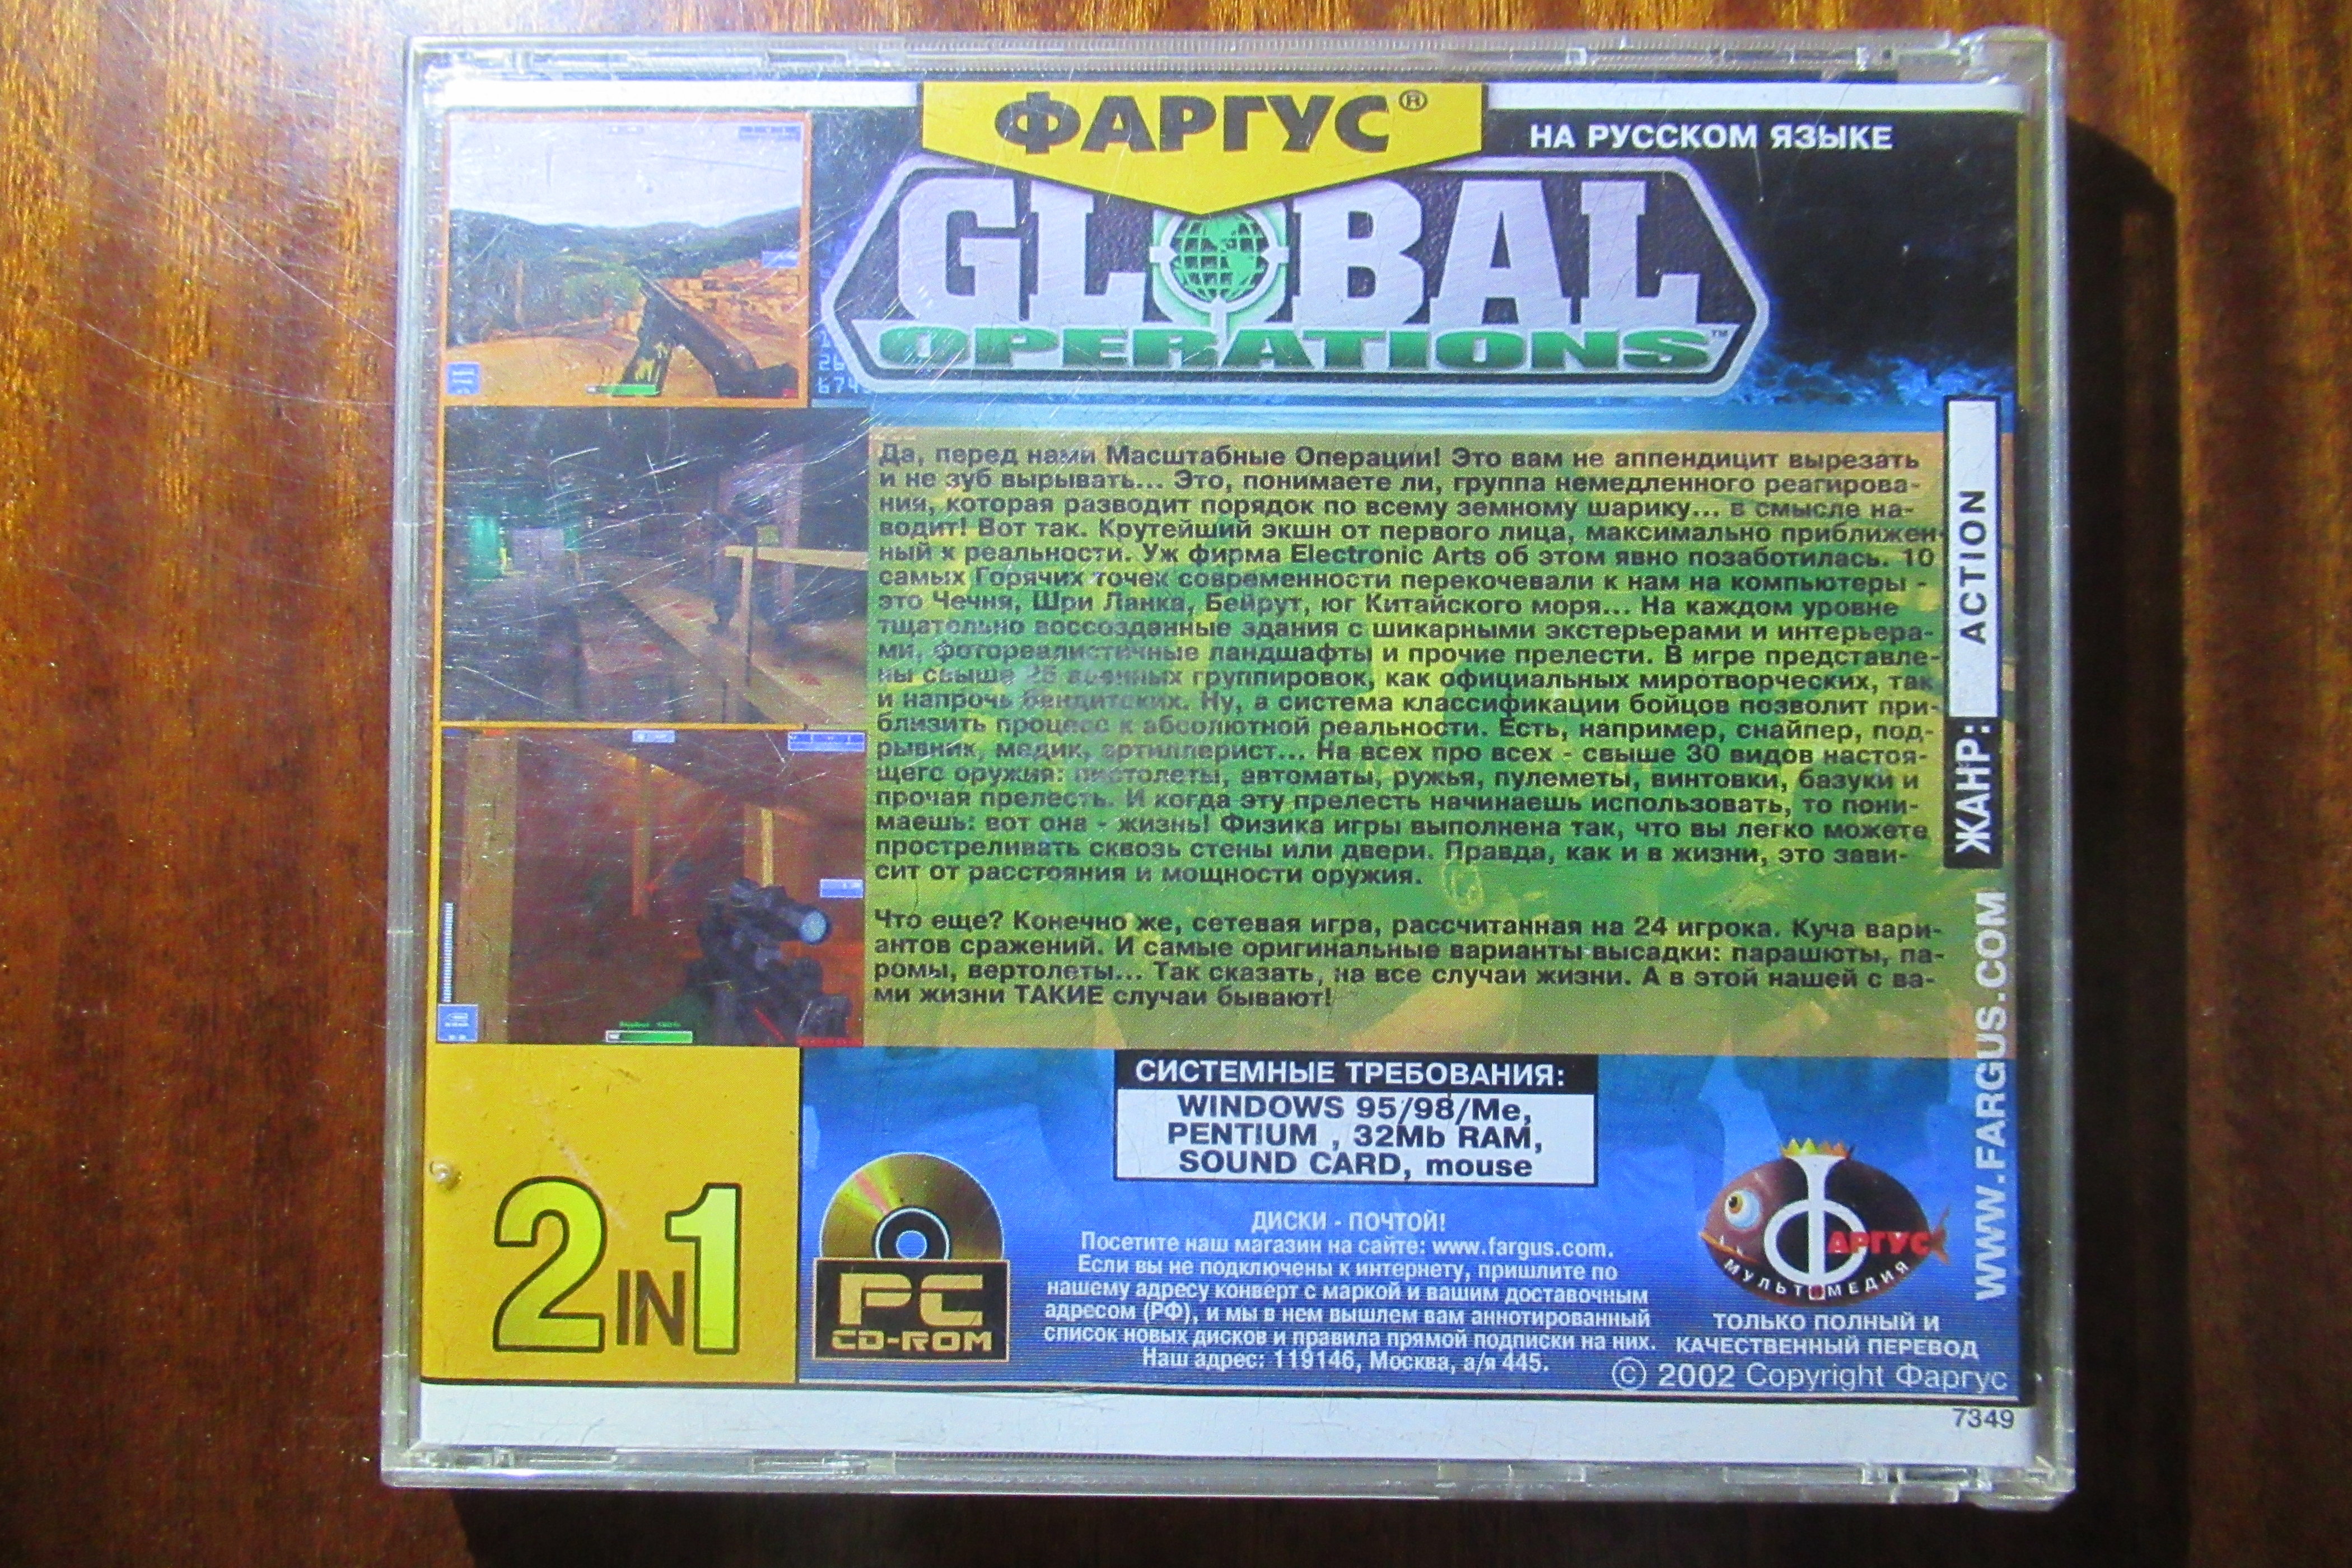 ФАРГУС®
НА РУССКОМ ЯЗЫКЕ
GLOBAL
OPERATIONS™
Да, перед нами Масштабные Операции! Это вам не аппендицит вырезать
и не зуб вырывать... Это, понимаете ли, группа немедленного реагирова-
ния, которая разводит порядок по всему земному шарику... в смысле на-
водит! Вот так. Крутейший экшн от первого лица, максимально приближен-
ный к реальности. Уж фирма Electronic Arts об этом явно позаботилась. 10
самых Горячих точек современности перекочевали к нам на компьютеры -
это Чечня, Шри Ланка, Бейрут, юг Китайского моря... На каждом уровне
тщательно воссозданные здания с шикарными экстерьерами и интерьера-
ми, фотореалистичные ландшафты и прочие прелести. В игре представле-
ны свыше 25 военных группировок, как официальных миротворческих, так
и напрочь бендитских. Ну, а система классификации бойцов позволит при-
близить процесс к абсолютной реальности. Есть, например, снайпер, под-
рывник, медик, артиллерист... На всех про всех - свыше 30 видов настоя-
щего оружия: пистолеты, автоматы, ружья, пулеметы, винтовки, базуки и
прочая прелесть. И когда эту прелесть начинаешь использовать, то пони-
маешь: вот она - жизнь! Физика игры выполнена так, что вы легко можете
простреливать сквозь стены или двери. Правда, как и в жизни, это зави-
сит от расстояния и мощности оружия.
Что еще? Конечно же, сетевая игра, рассчитанная на 24 игрока. Куча вари-
антов сражений. И самые оригинальные варианты высадки: парашюты, па-
ромы, вертолеты... Так сказать, на все случаи жизни. А в этой нашей с ва-
ми жизни ТАКИЕ случаи бывают!
ЖАНР: ACTION
WWW.FARGUS.COM
СИСТЕМНЫЕ ТРЕБОВАНИЯ:
WINDOWS 95/98/Me,
PENTIUM , 32Mb RAM,
SOUND CARD, mouse
2 IN 1
PC
CD-ROM
ДИСКИ - ПОЧТОЙ!
Посетите наш магазин на сайте: www.fargus.com.
Если вы не подключены к интернету, пришлите по
нашему адресу конверт с маркой и вашим доставочным
адресом (РФ), и мы в нем вышлем вам аннотированный
список новых дисков и правила прямой подписки на них.
Наш адрес: 119146, Москва, а/я 445.
ФАРГУС
МУЛЬТИМЕДИЯ
ТОЛЬКО ПОЛНЫЙ И
КАЧЕСТВЕННЫЙ ПЕРЕВОД
© 2002 Copyright Фаргус
7349